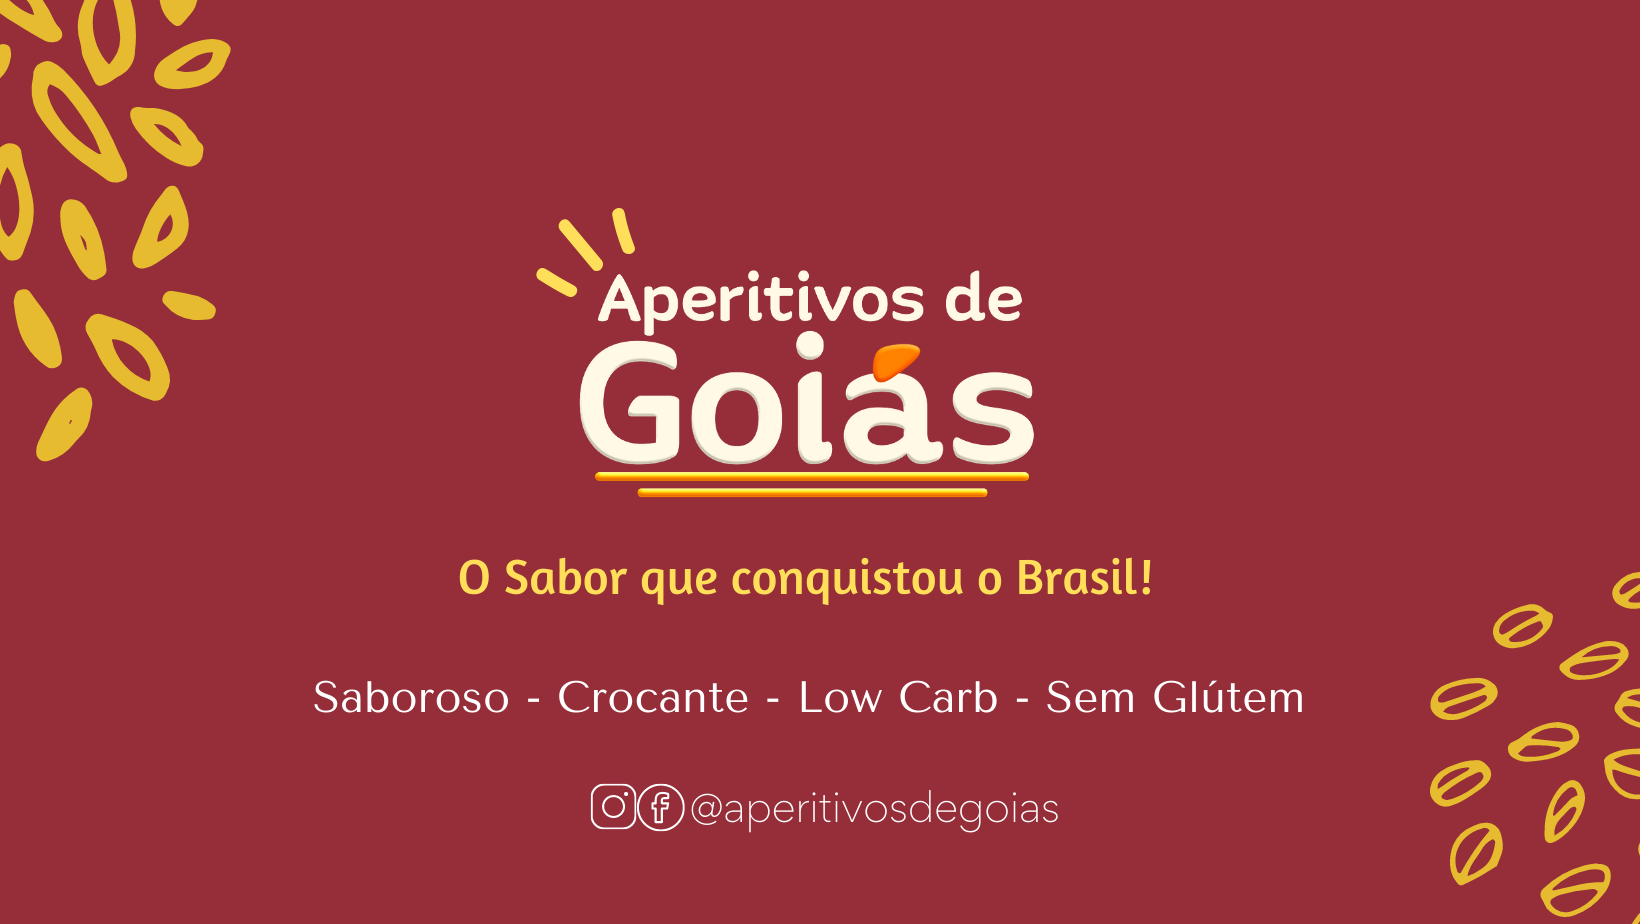 Aperitivos de
Goiás
O Sabor que conquistou o Brasil!
Saboroso - Crocante - Low Carb - Sem Glútem
@aperitivosdegoias